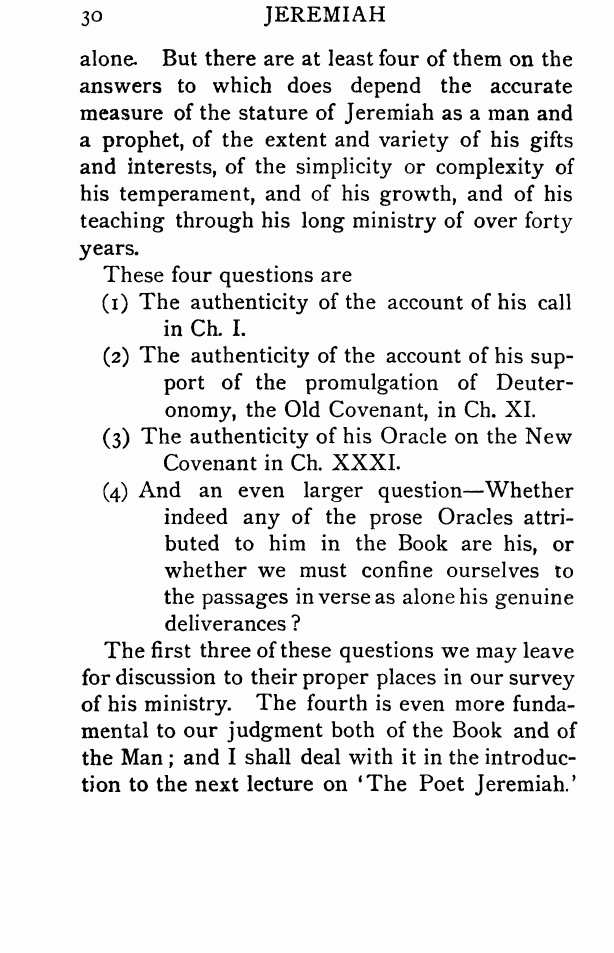 30 JEREMIAH
alone. But there are at least four of them on the
answers to which does depend the accurate
measure of the stature of Jeremiah as a man and
a prophet, of the extent and variety of his gifts
and interests, of the simplicity or complexity of
his temperament, and of his growth, and of his
teaching through his long ministry of over forty
years.
These four questions are
(1) The authenticity of the account of his call
in Ch. I.
(2) The authenticity of the account of his sup-
port of the promulgation of Deuter-
onomy, the Old Covenant, in Ch. XI.
(3) The authenticity of his Oracle on the New
Covenant in Ch. XXXI.
(4) And an even larger question—Whether
indeed any of the prose Oracles attri-
buted to him in the Book are his, or
whether we must confine ourselves to
the passages in verse as alone his genuine
deliverances ?
The first three of these questions we may leave
for discussion to their proper places in our survey
of his ministry. The fourth is even more funda-
mental to our judgment both of the Book and of
the Man ; and I shall deal with it in the introduc-
tion to the next lecture on ‘The Poet Jeremiah.’